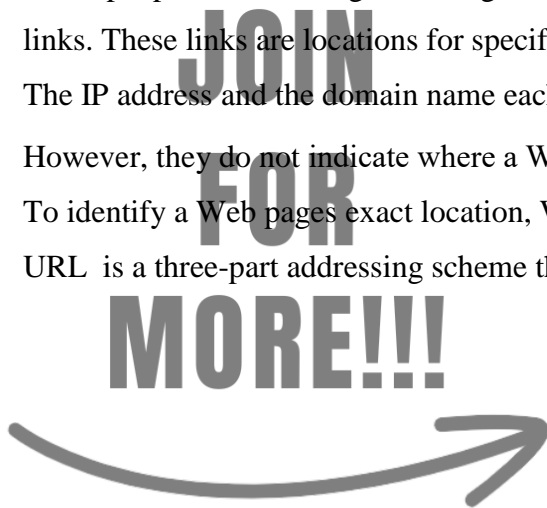 links. These links are locations for specif
JOIN
The IP address and the domain name eac
However, they do not indicate where a W
FOR
To identify a Web pages exact location, W
URL is a three-part addressing scheme th
MORE!!!